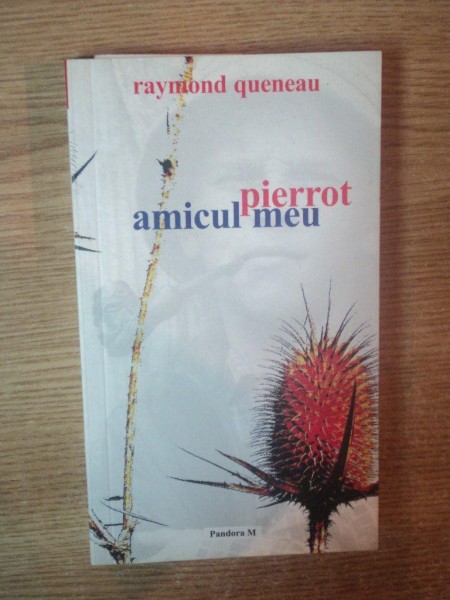 raymond queneau
pierrot
amicul meu
Pandora M